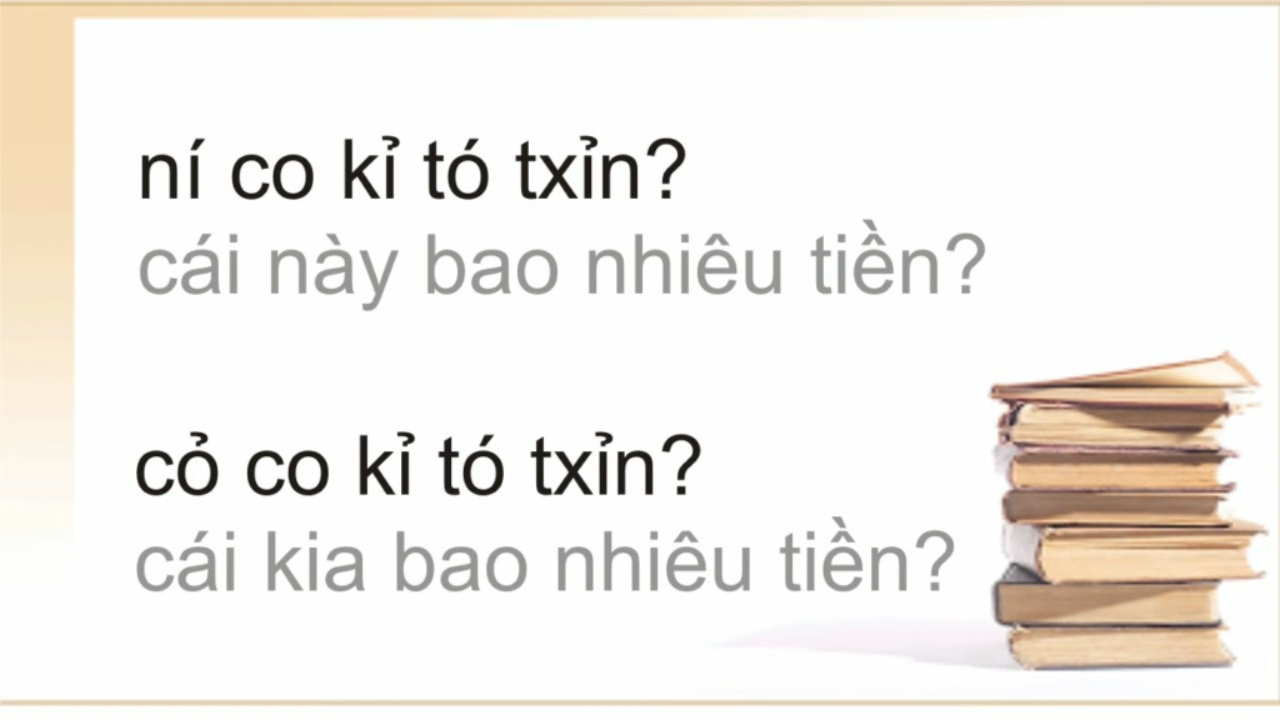 ní co kỉ tó txỉn?
cái này bao nhiêu tiền?
cỏ co kỉ tó txỉn?
cái kia bao nhiêu tiền?